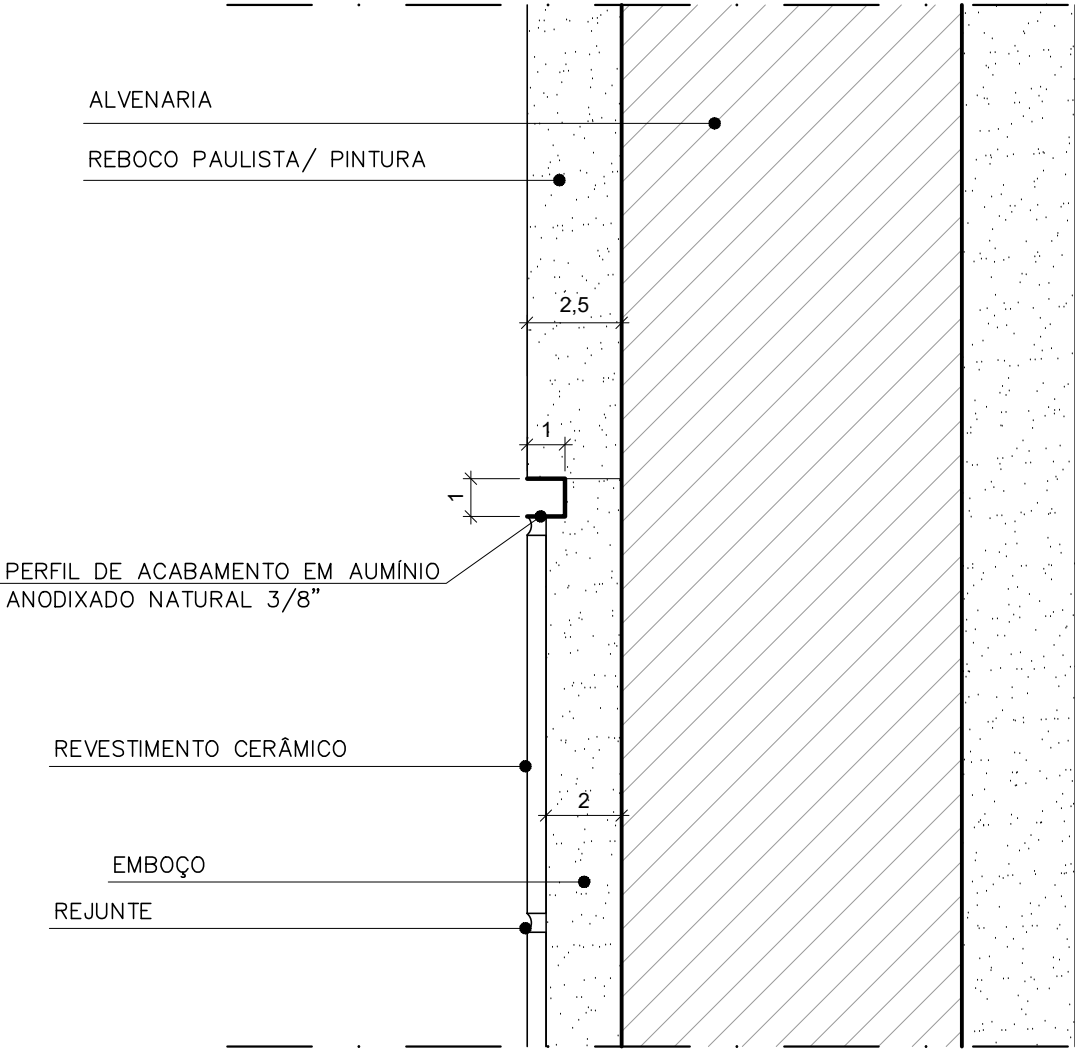 ALVENARIA
REBOCO PAULISTA/ PINTURA
2,5
1
1
PERFIL DE ACABAMENTO EM AUMÍNIO
ANODIXADO NATURAL 3/8”
REVESTIMENTO CERÂMICO
2
EMBOÇO
REJUNTE